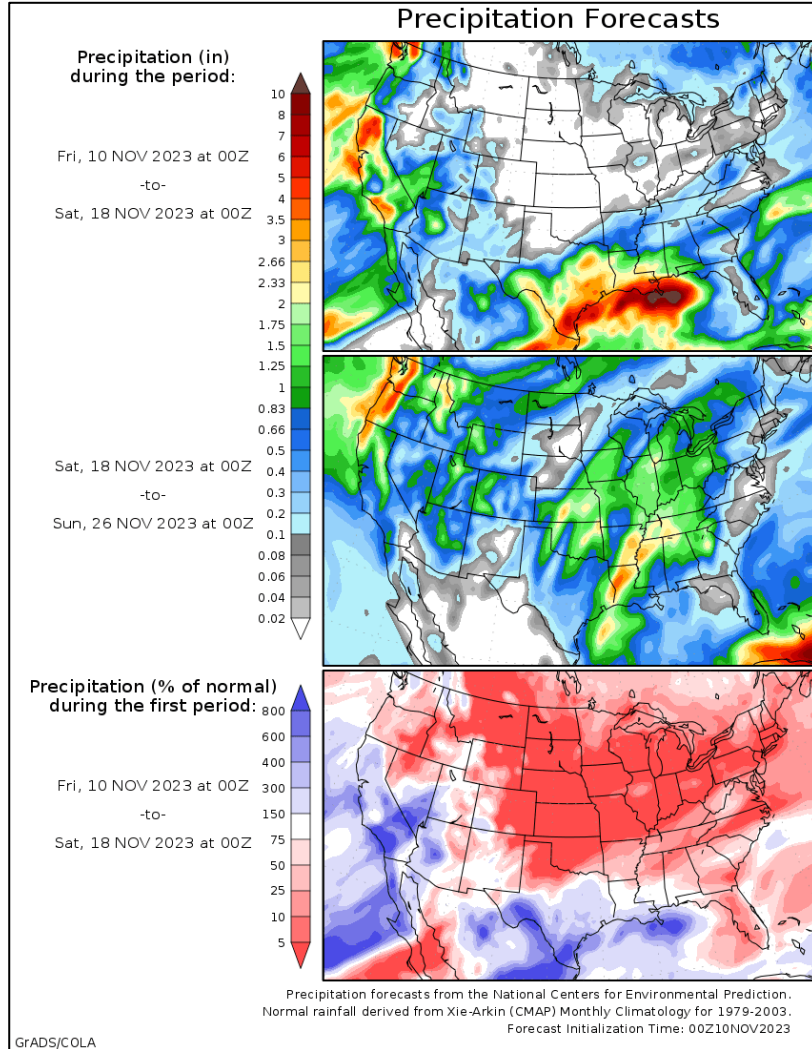 Precipitation Forecasts
Precipitation (in)
during the period:
Fri, 10 NOV 2023 at 00Z
-to-
Sat, 18 NOV 2023 at 00Z
10
8
7
6
5
4
3.5
3
2.66
2.33
2
1.75
1.5
1.25
1
0.83
0.66
0.5
0.4
0.3
0.2
0.1
0.08
0.06
0.04
0.02
Sat, 18 NOV 2023 at 00Z
-to-
Sun, 26 NOV 2023 at 00Z
Precipitation (% of normal)
during the first period:
Fri, 10 NOV 2023 at 00Z
-to-
Sat, 18 NOV 2023 at 00Z
800
600
400
300
150
75
50
25
10
5
Precipitation forecasts from the National Centers for Environmental Prediction.
Normal rainfall derived from Xie-Arkin (CMAP) Monthly Climatology for 1979-2003.
Forecast Initialization Time: 00Z10NOV2023
GrADS/COLA